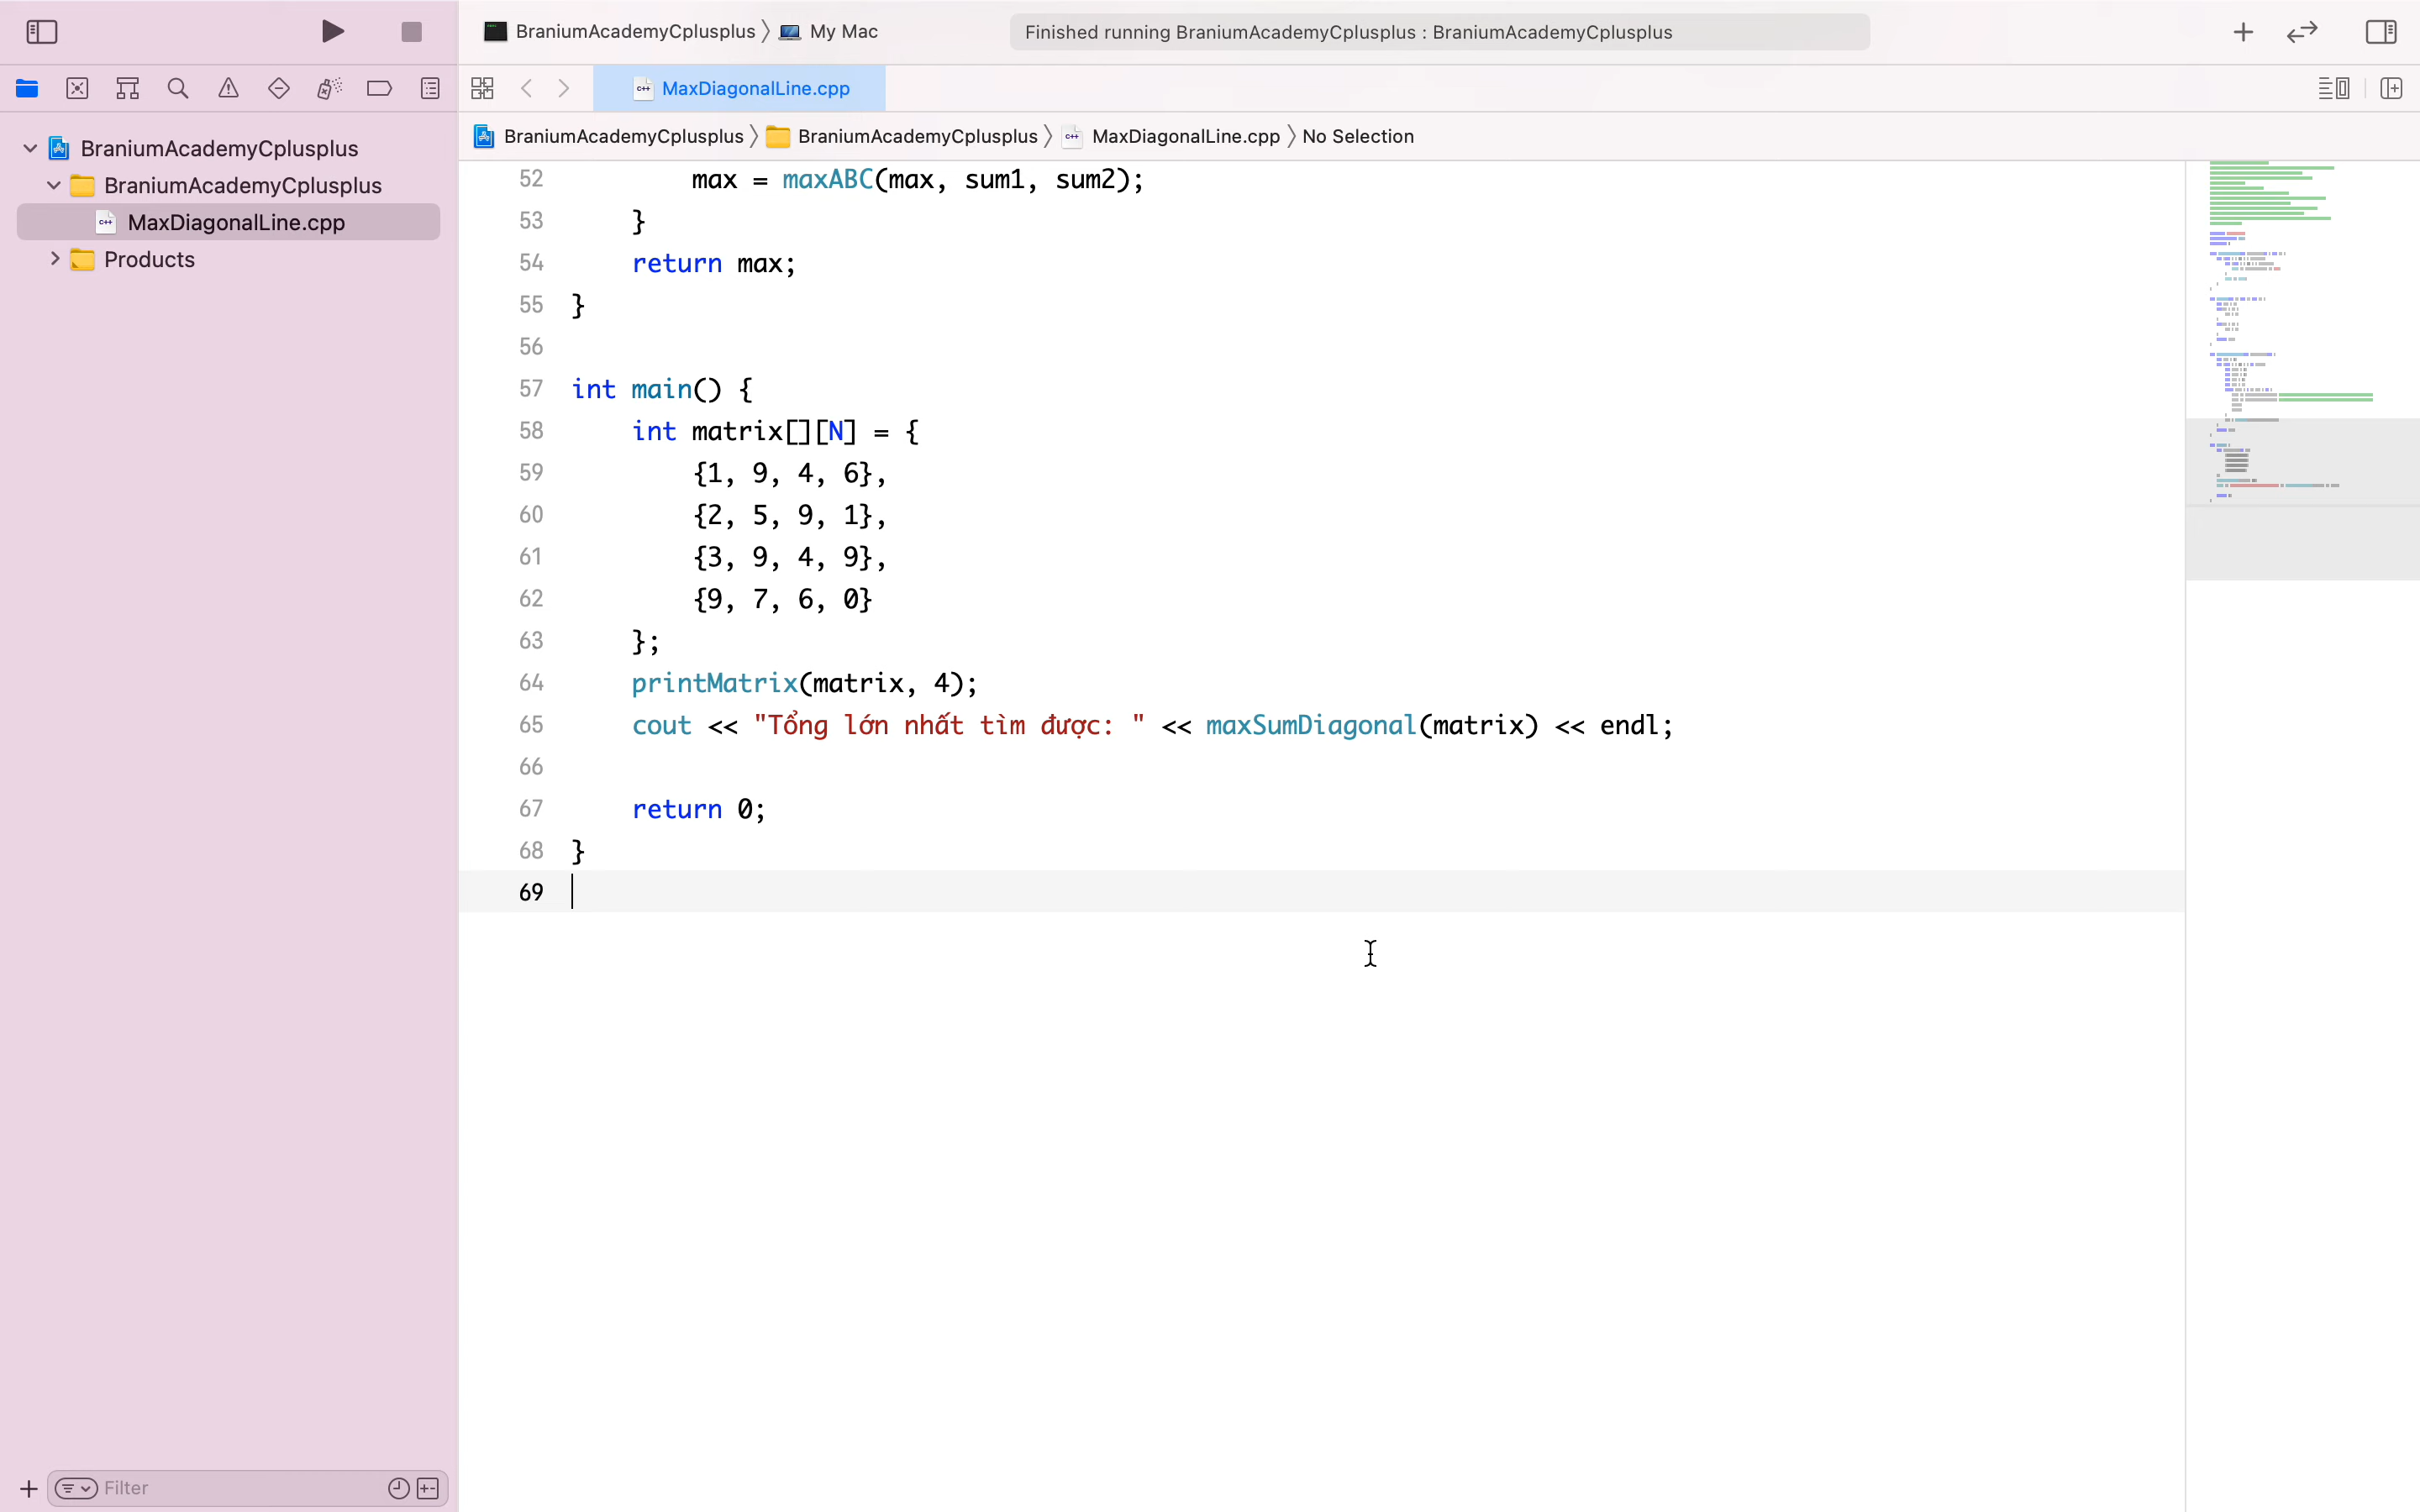 BraniumAcademyCplusplus 〉 My Mac
Finished running BraniumAcademyCplusplus : BraniumAcademyCplusplus
MaxDiagonalLine.cpp
BraniumAcademyCplusplus 〉 BraniumAcademyCplusplus 〉 MaxDiagonalLine.cpp 〉 No Selection
BraniumAcademyCplusplus
BraniumAcademyCplusplus
MaxDiagonalLine.cpp
Products
52 max = maxABC(max, sum1, sum2);
53 }
54 return max;
55 }
56
57 int main() {
58 int matrix[][N] = {
59 {1, 9, 4, 6},
60 {2, 5, 9, 1},
61 {3, 9, 4, 9},
62 {9, 7, 6, 0}
63 };
64 printMatrix(matrix, 4);
65 cout << "Tổng lớn nhất tìm được: " << maxSumDiagonal(matrix) << endl;
66
67 return 0;
68 }
69
Filter